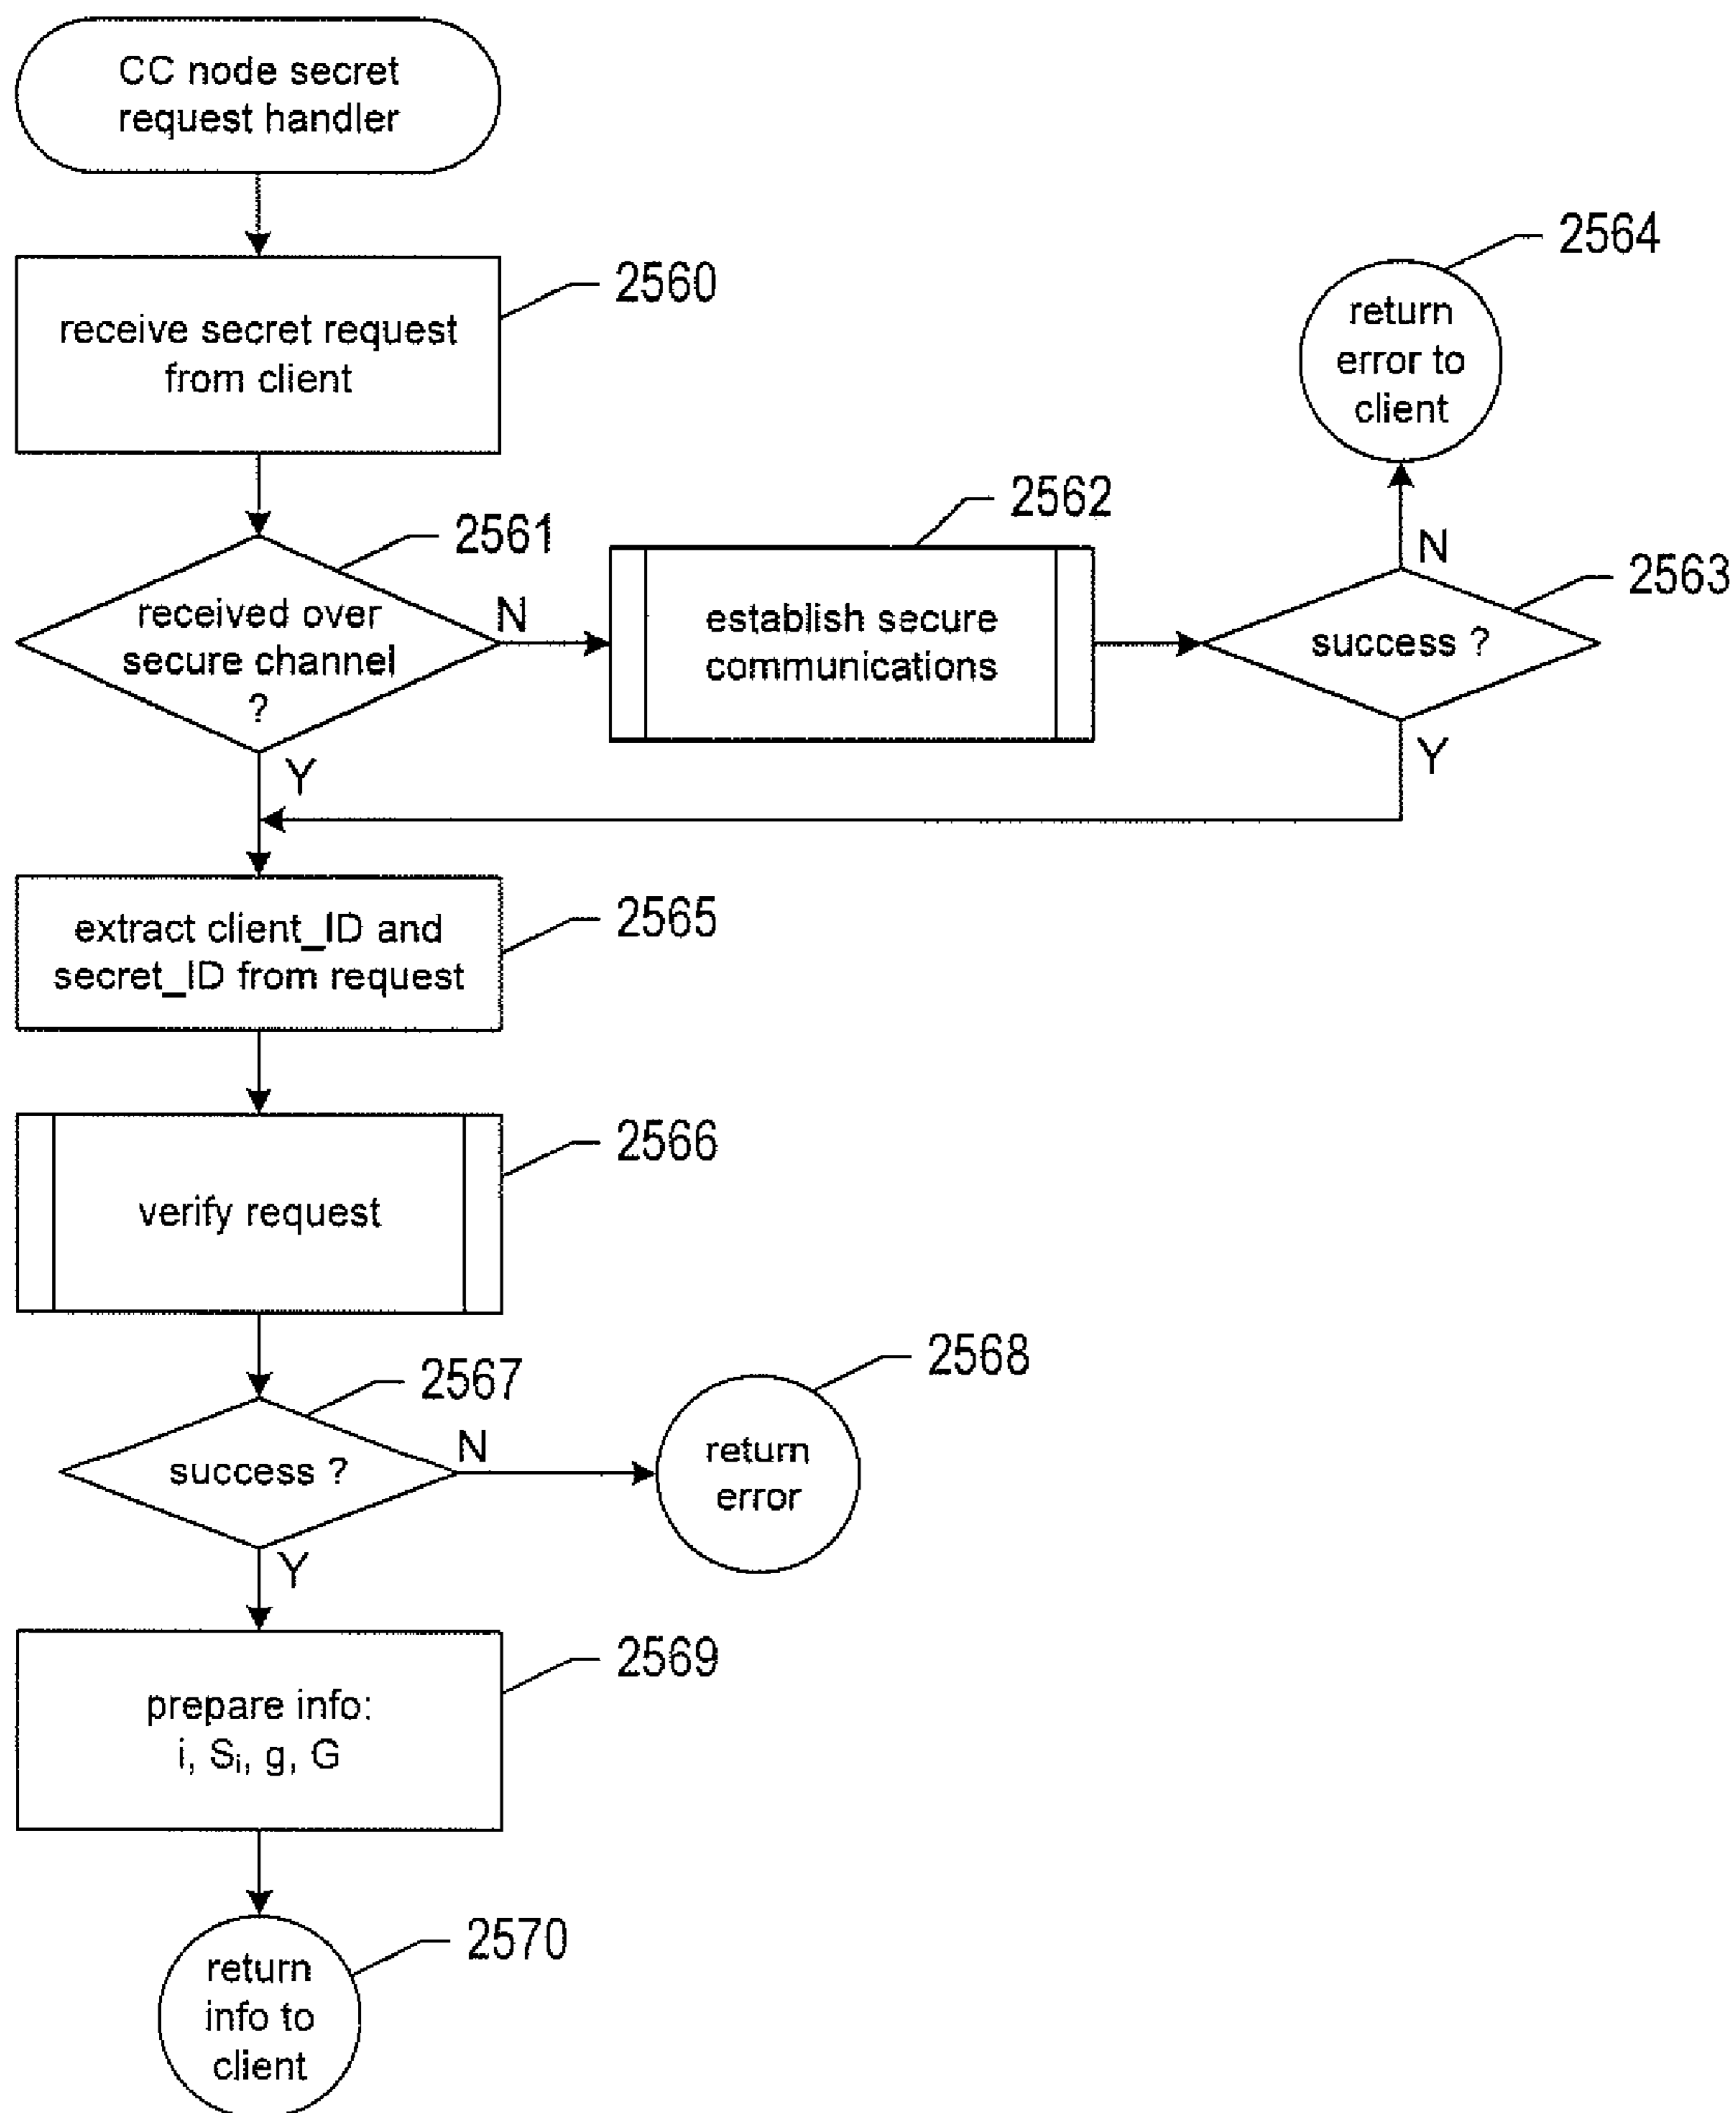 CC node secret
request handler
2560
receive secret request
from client
2564
return
error to
client
2561
received over
secure channel
?
N
Y
2562
establish secure
communications
2563
success ?
N
Y
2565
extract client_ID and
secret_ID from request
2566
verify request
2567
success ?
N
Y
2568
return
error
2569
prepare info:
i, Sᵢ, g, G
2570
return
info to
client